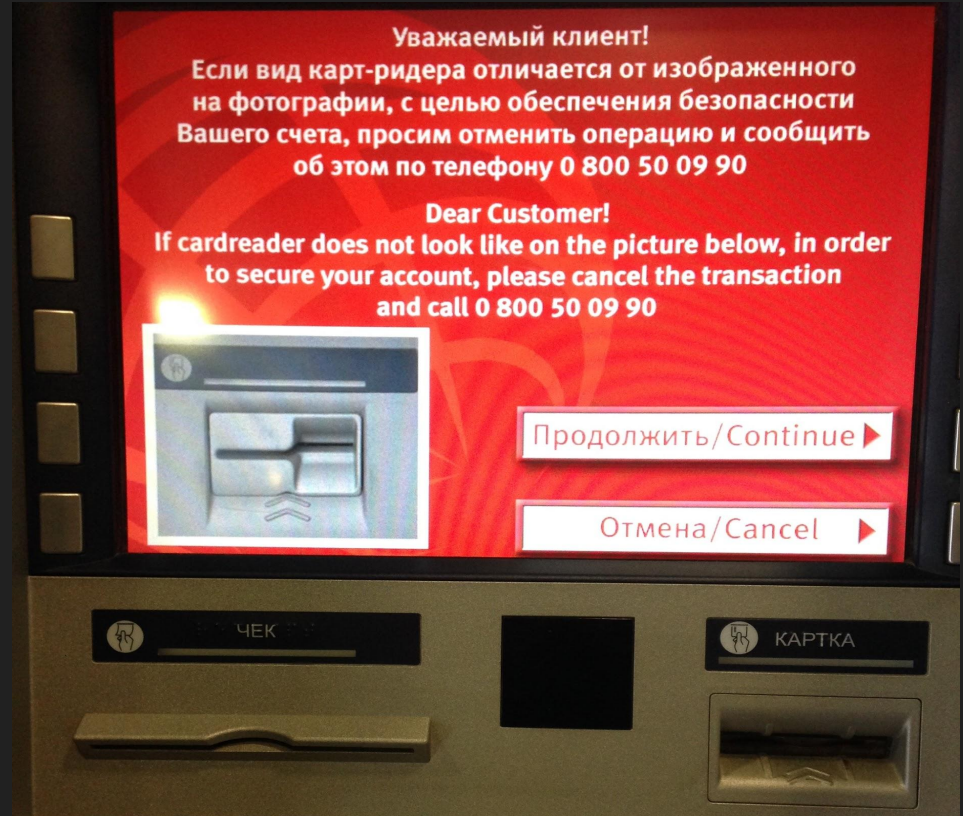 Уважаемый клиент!
Если вид карт-ридера отличается от изображенного
на фотографии, с целью обеспечения безопасности
Вашего счета, просим отменить операцию и сообщить
об этом по телефону 0 800 50 09 90
Dear Customer!
If cardreader does not look like on the picture below, in order
to secure your account, please cancel the transaction
and call 0 800 50 09 90
Продолжить/Continue
Отмена/Cancel
ЧЕК
КАРТКА